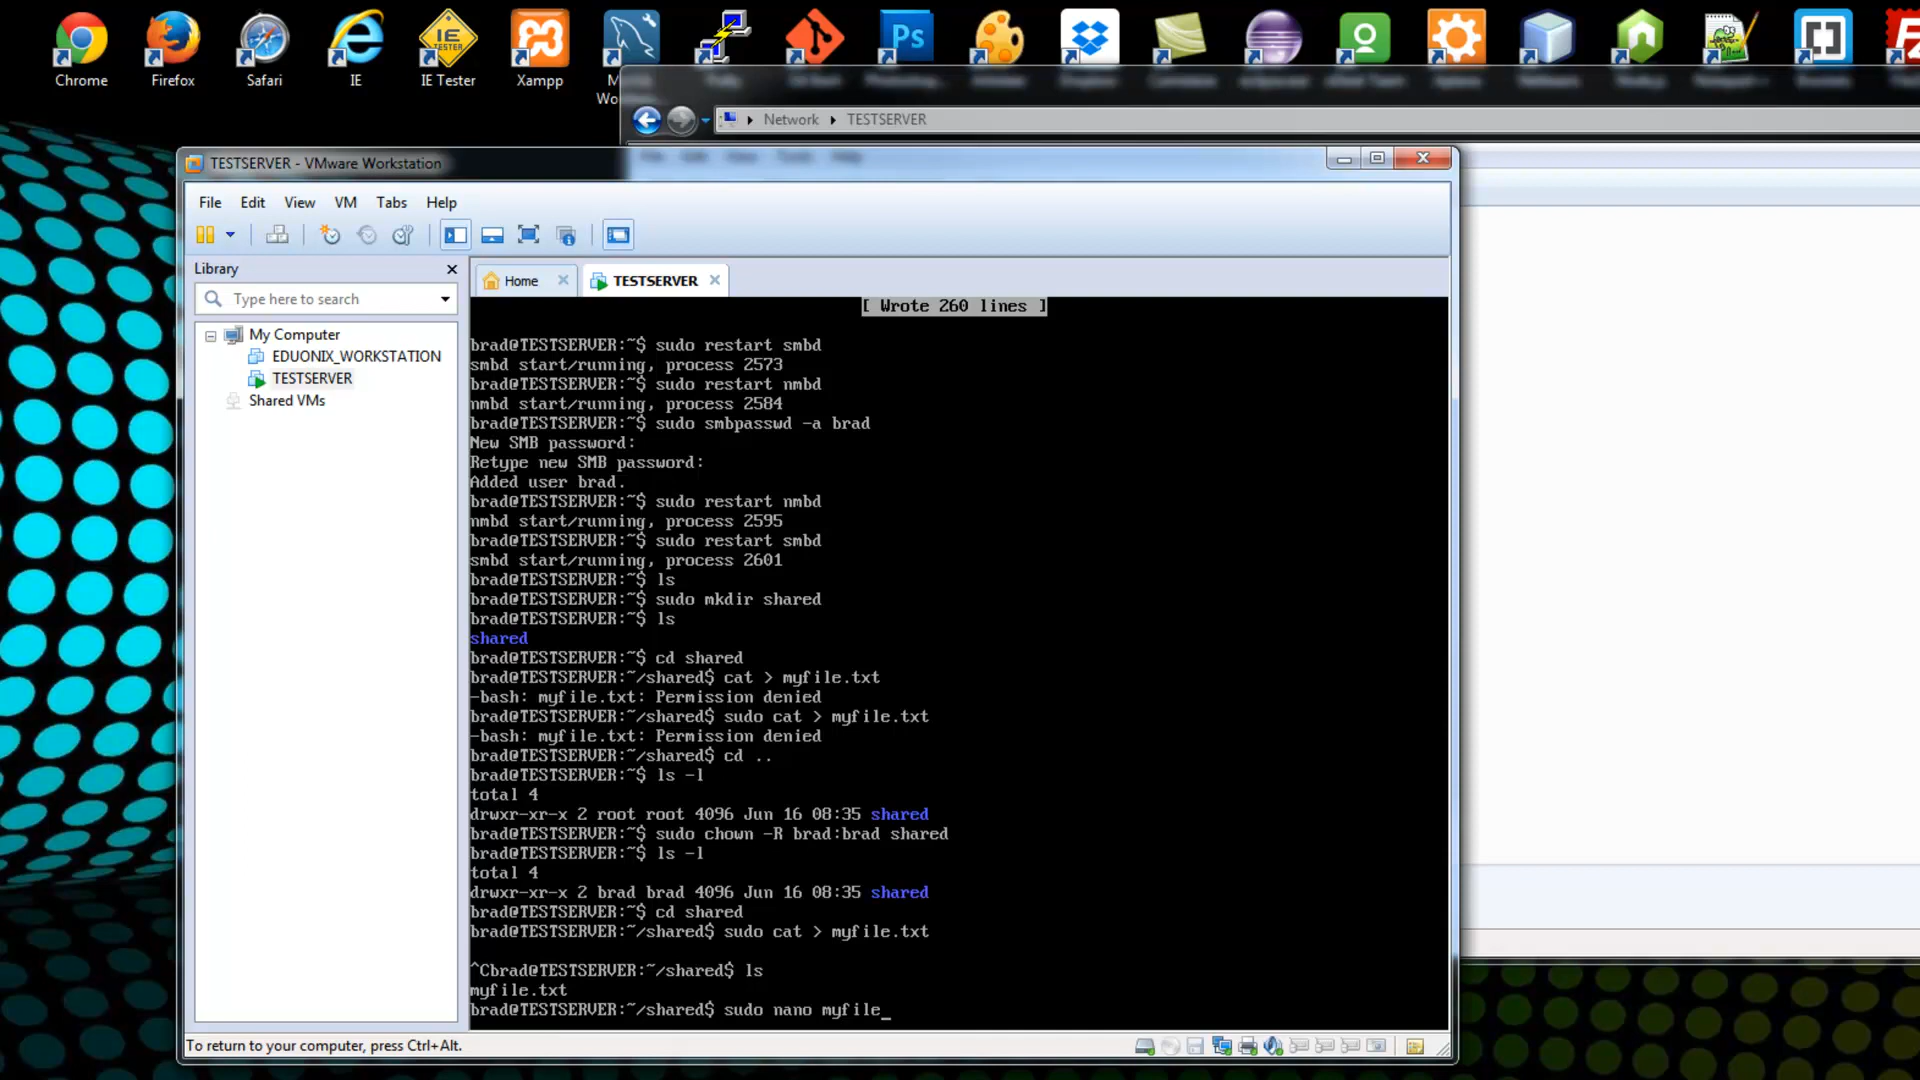 Chrome
Firefox
Safari
IE
IE Tester
Xampp
Network
TESTSERVER
TESTSERVER - VMware Workstation
File
Edit
View
VM
Tabs
Help
Library
Type here to search
My Computer
EDUONIX_WORKSTATION
TESTSERVER
Shared VMs
Home
TESTSERVER
[ Wrote 260 lines ]
brad@TESTSERVER:~$ sudo restart smbd
smbd start/running, process 2573
brad@TESTSERVER:~$ sudo restart nmbd
nmbd start/running, process 2584
brad@TESTSERVER:~$ sudo smbpasswd -a brad
New SMB password:
Retype new SMB password:
Added user brad.
brad@TESTSERVER:~$ sudo restart nmbd
nmbd start/running, process 2595
brad@TESTSERVER:~$ sudo restart smbd
smbd start/running, process 2601
brad@TESTSERVER:~$ ls
brad@TESTSERVER:~$ sudo mkdir shared
brad@TESTSERVER:~$ ls
shared
brad@TESTSERVER:~$ cd shared
brad@TESTSERVER:~/shared$ cat > myfile.txt
-bash: myfile.txt: Permission denied
brad@TESTSERVER:~/shared$ sudo cat > myfile.txt
-bash: myfile.txt: Permission denied
brad@TESTSERVER:~/shared$ cd ..
brad@TESTSERVER:~$ ls -l
total 4
drwxr-xr-x 2 root root 4096 Jun 16 08:35 shared
brad@TESTSERVER:~$ sudo chown -R brad:brad shared
brad@TESTSERVER:~$ ls -l
total 4
drwxr-xr-x 2 brad brad 4096 Jun 16 08:35 shared
brad@TESTSERVER:~$ cd shared
brad@TESTSERVER:~/shared$ sudo cat > myfile.txt
^Cbrad@TESTSERVER:~/shared$ ls
myfile.txt
brad@TESTSERVER:~/shared$ sudo nano myfile_
To return to your computer, press Ctrl+Alt.